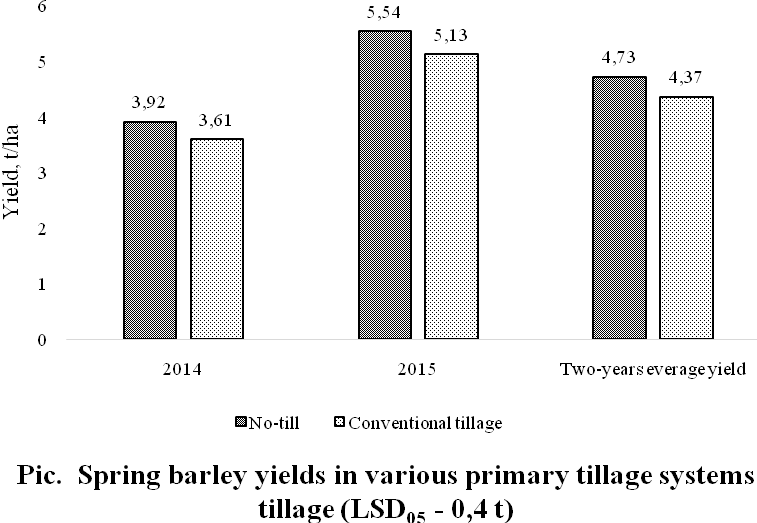 6
5
4
3
2
1
0
Yield, t/ha
3,92
3,61
5,54
5,13
4,73
4,37
2014
2015
Two-years everage yield
No-till
Conventional tillage
Pic. Spring barley yields in various primary tillage systems
tillage (LSD₀₅ - 0,4 t)